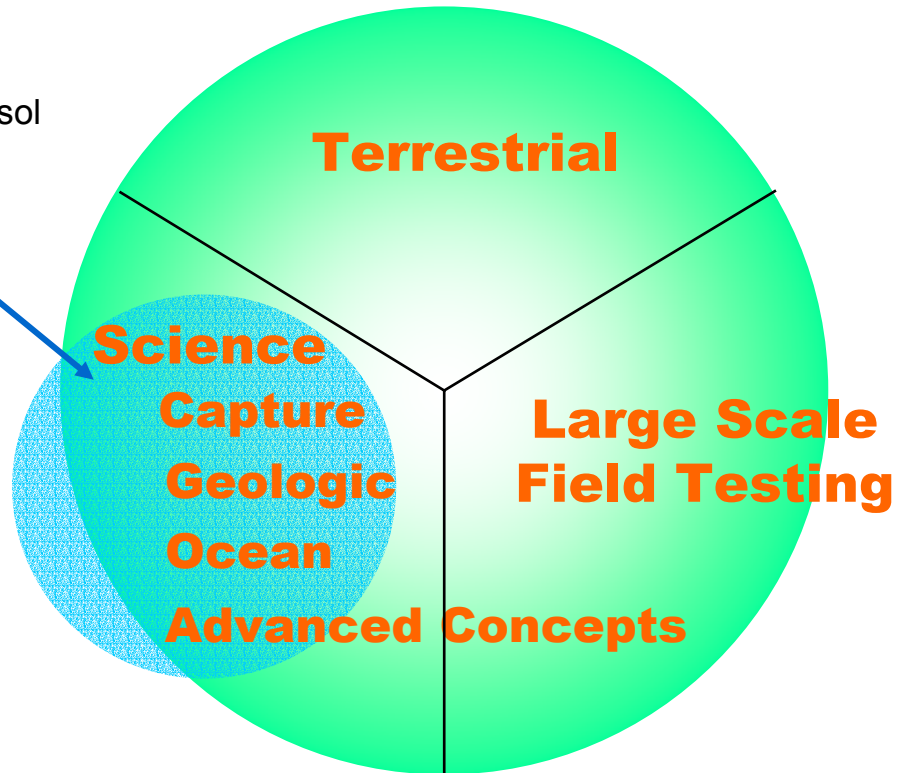 sol
Terrestrial
Science
Capture
Geologic
Ocean
Advanced Concepts
Large Scale
Field Testing